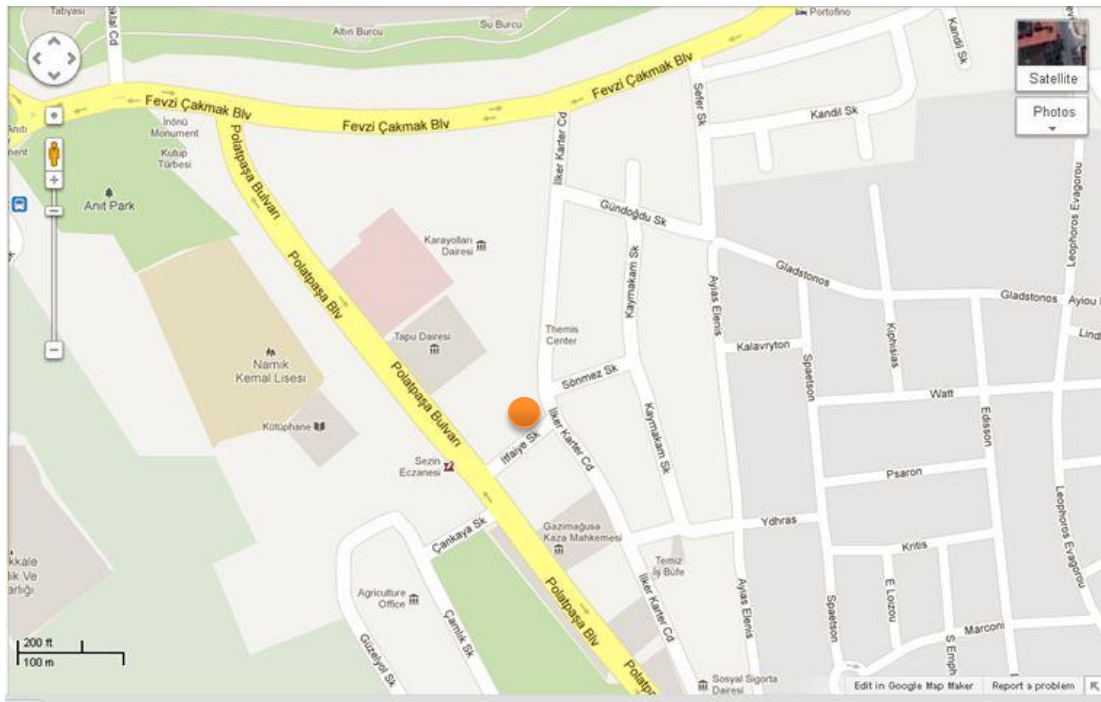 Tabyası
Altın Burcu
Su Burcu
Portofino
Kandil Sk
Satellite
Photos
Fevzi Çakmak Blv
Fevzi Çakmak Blv
Fevzi Çakmak Blv
İnönü
Monument
Kutup
Türbesi
Anıt Park
Polatpaşa Bulvarı
İlker Karter Cd
Sefer Sk
Kandil Sk
Leophoros Evagorou
Gündoğdu Sk
Karayolları
Dairesi
Polatpaşa Blv
Kaymakam Sk
Gladstonos
Ayias Elenis
Gladstonos
Ayiou
Tapu Dairesi
Themis
Center
Kalavryton
Kiphisias
Spaetson
Namık
Kemal Lisesi
Polatpaşa Bulvarı
Sönmez Sk
Watt
Edisson
Kütüphane
İtfaiye Sk
İlker Karter Cd
Kaymakam Sk
Sezin
Eczanesi
Psaron
Leophoros Evagorou
Çankaya Sk
Gazimağusa
Kaza Mahkemesi
Ydhras
Kritis
Temiz
İş Büfe
Agriculture
Office
Polatpaşa Blv
İlker Karter Cd
Ayias Elenis
Spaetson
E Loizou
S Emph
Marconi
Güzelyol Sk
Çamlık Sk
200 ft
100 m
Sosyal Sigorta
Dairesi
Edit in Google Map Maker
Report a problem